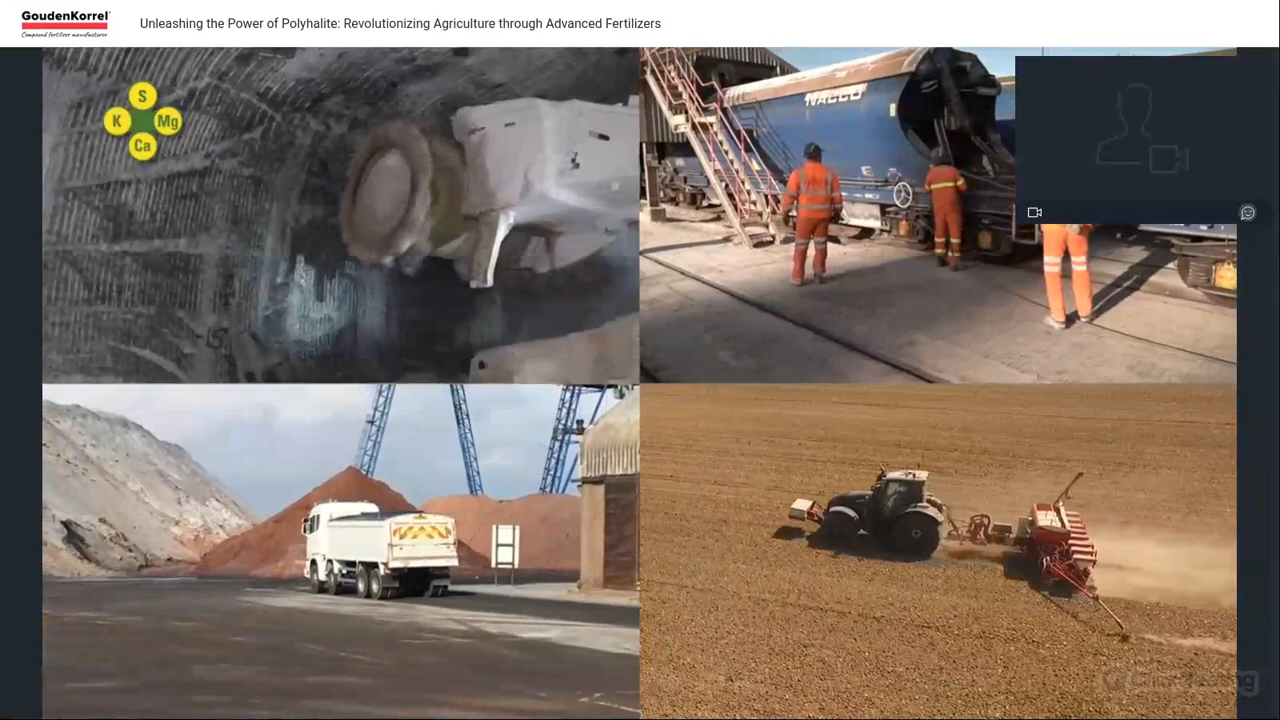 GoudenKorrel
Compound fertilizer manufacturer
Unleashing the Power of Polyhalite: Revolutionizing Agriculture through Advanced Fertilizers
S
K
Mg
Ca
NACCO